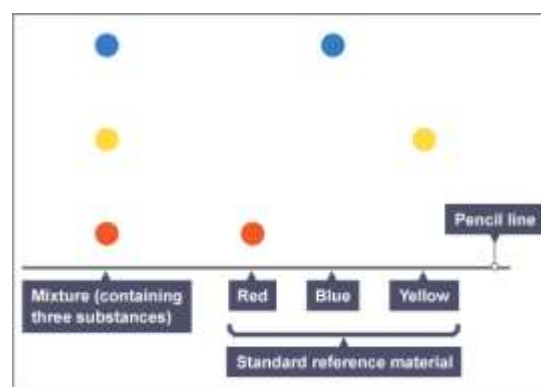 Pencil line
Mixture (containing
three substances)
Red
Blue
Yellow
Standard reference material